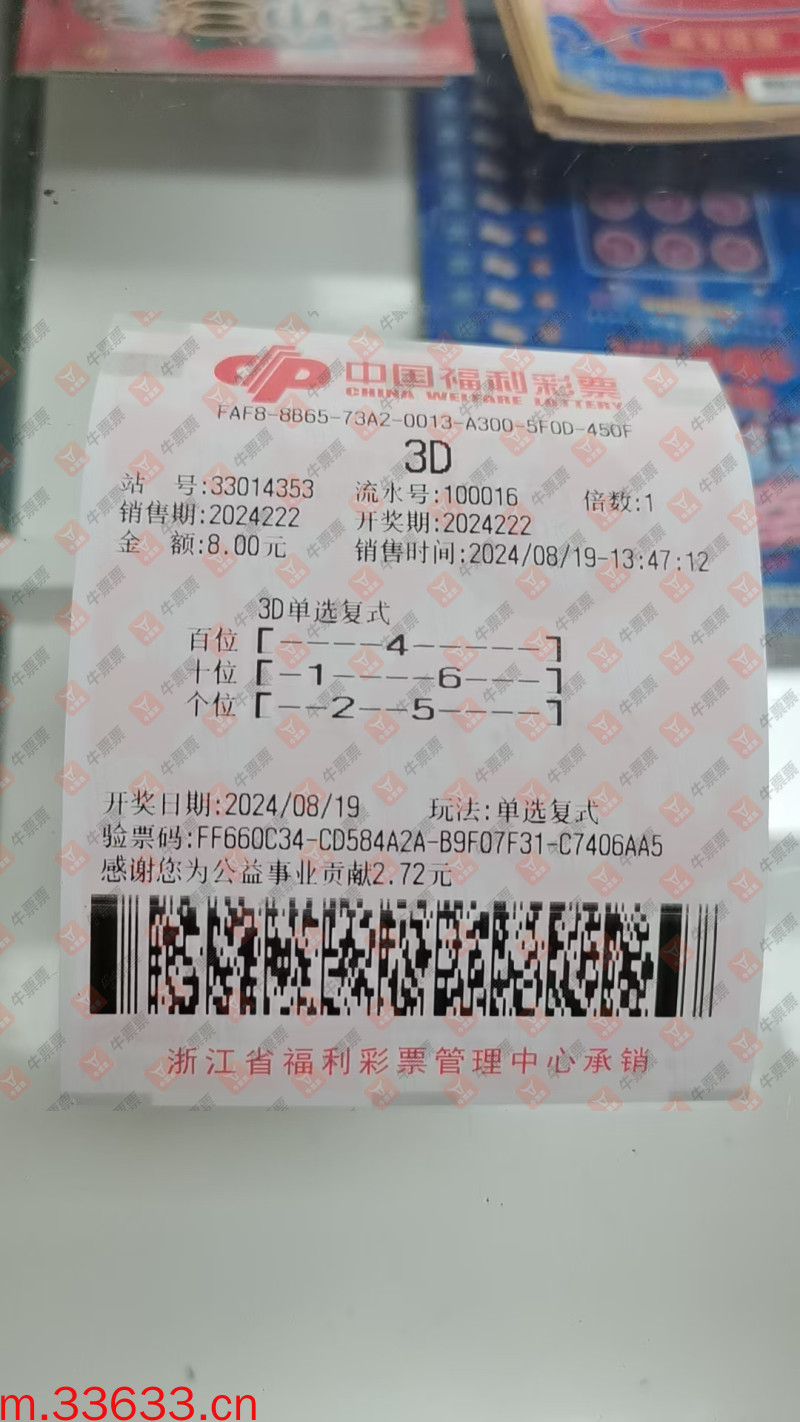 中国福利彩票
CHINA WELFARE LOTTERY
FAF8-8B65-73A2-0013-A300-5F0D-450F
3D
站 号:33014353 流水号:100016 倍数:1
销售期:2024222 开奖期:2024222
金 额:8.00元 销售时间:2024/08/19-13:47:12
3D单选复式
百位 [----4-----]
十位 [-1----6---]
个位 [--2--5----]
开奖日期:2024/08/19 玩法:单选复式
验票码:FF660C34-CD584A2A-B9F07F31-C7406AA5
感谢您为公益事业贡献2.72元
浙江省福利彩票管理中心承销
牛票票
m.33633.cn